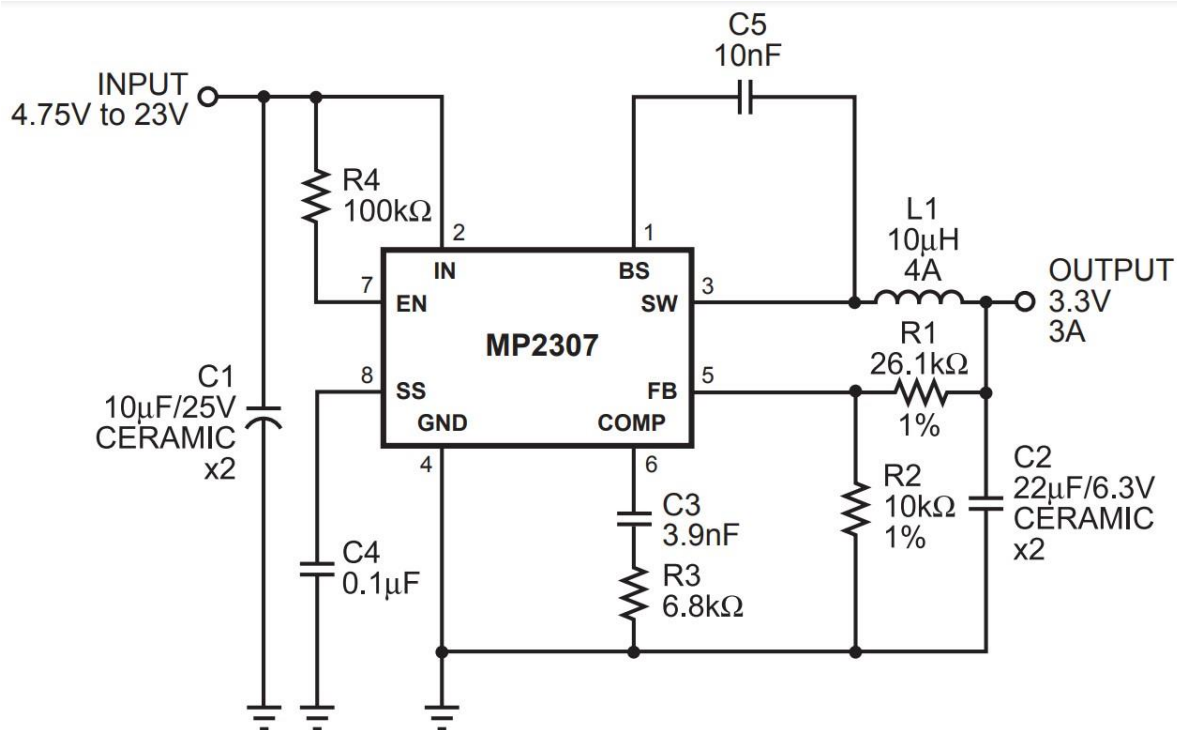 C5
10nF
INPUT
4.75V to 23V
R4
100kΩ
2
1
L1
10μH
4A
IN
BS
7
EN
SW
3
OUTPUT
3.3V
3A
MP2307
R1
26.1kΩ
1%
8
SS
FB
5
C1
10μF/25V
CERAMIC
x2
GND
COMP
4
6
C3
3.9nF
R2
10kΩ
1%
C2
22μF/6.3V
CERAMIC
x2
C4
0.1μF
R3
6.8kΩ